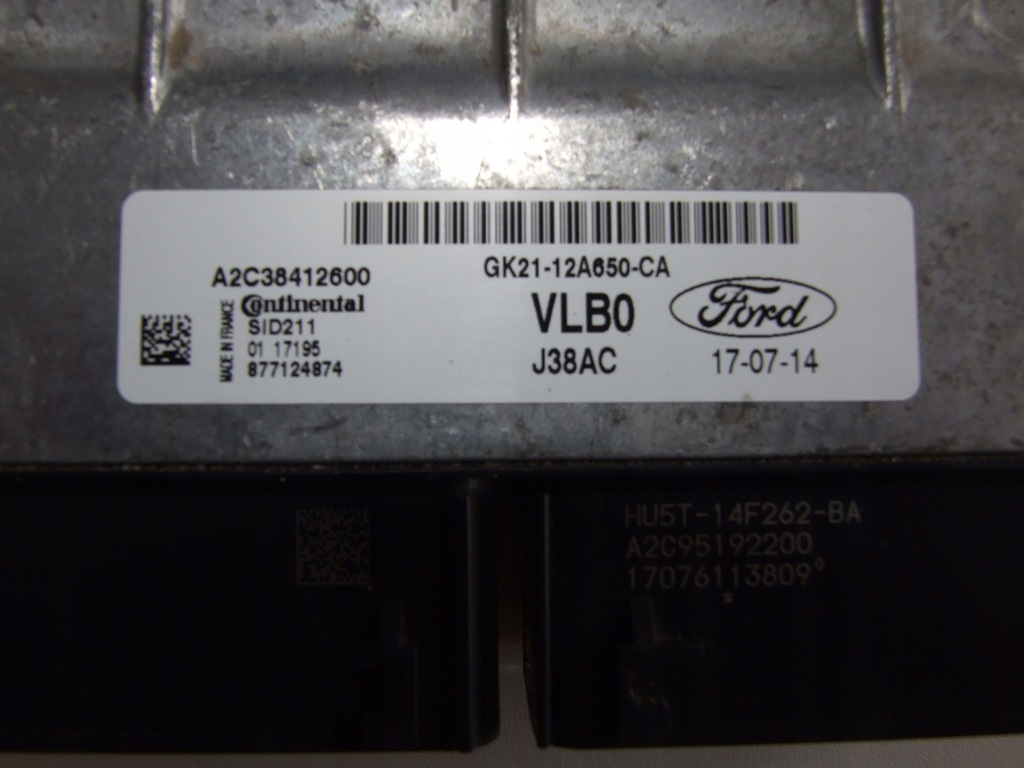 GK21-12A650-CA
A2C38412600
Continental
SID211
01 17195
877124874
MADE IN FRANCE
VLB0
J38AC
Ford
17-07-14
HU5T-14F262-BA
A2C95192200
17076113809⁰
*